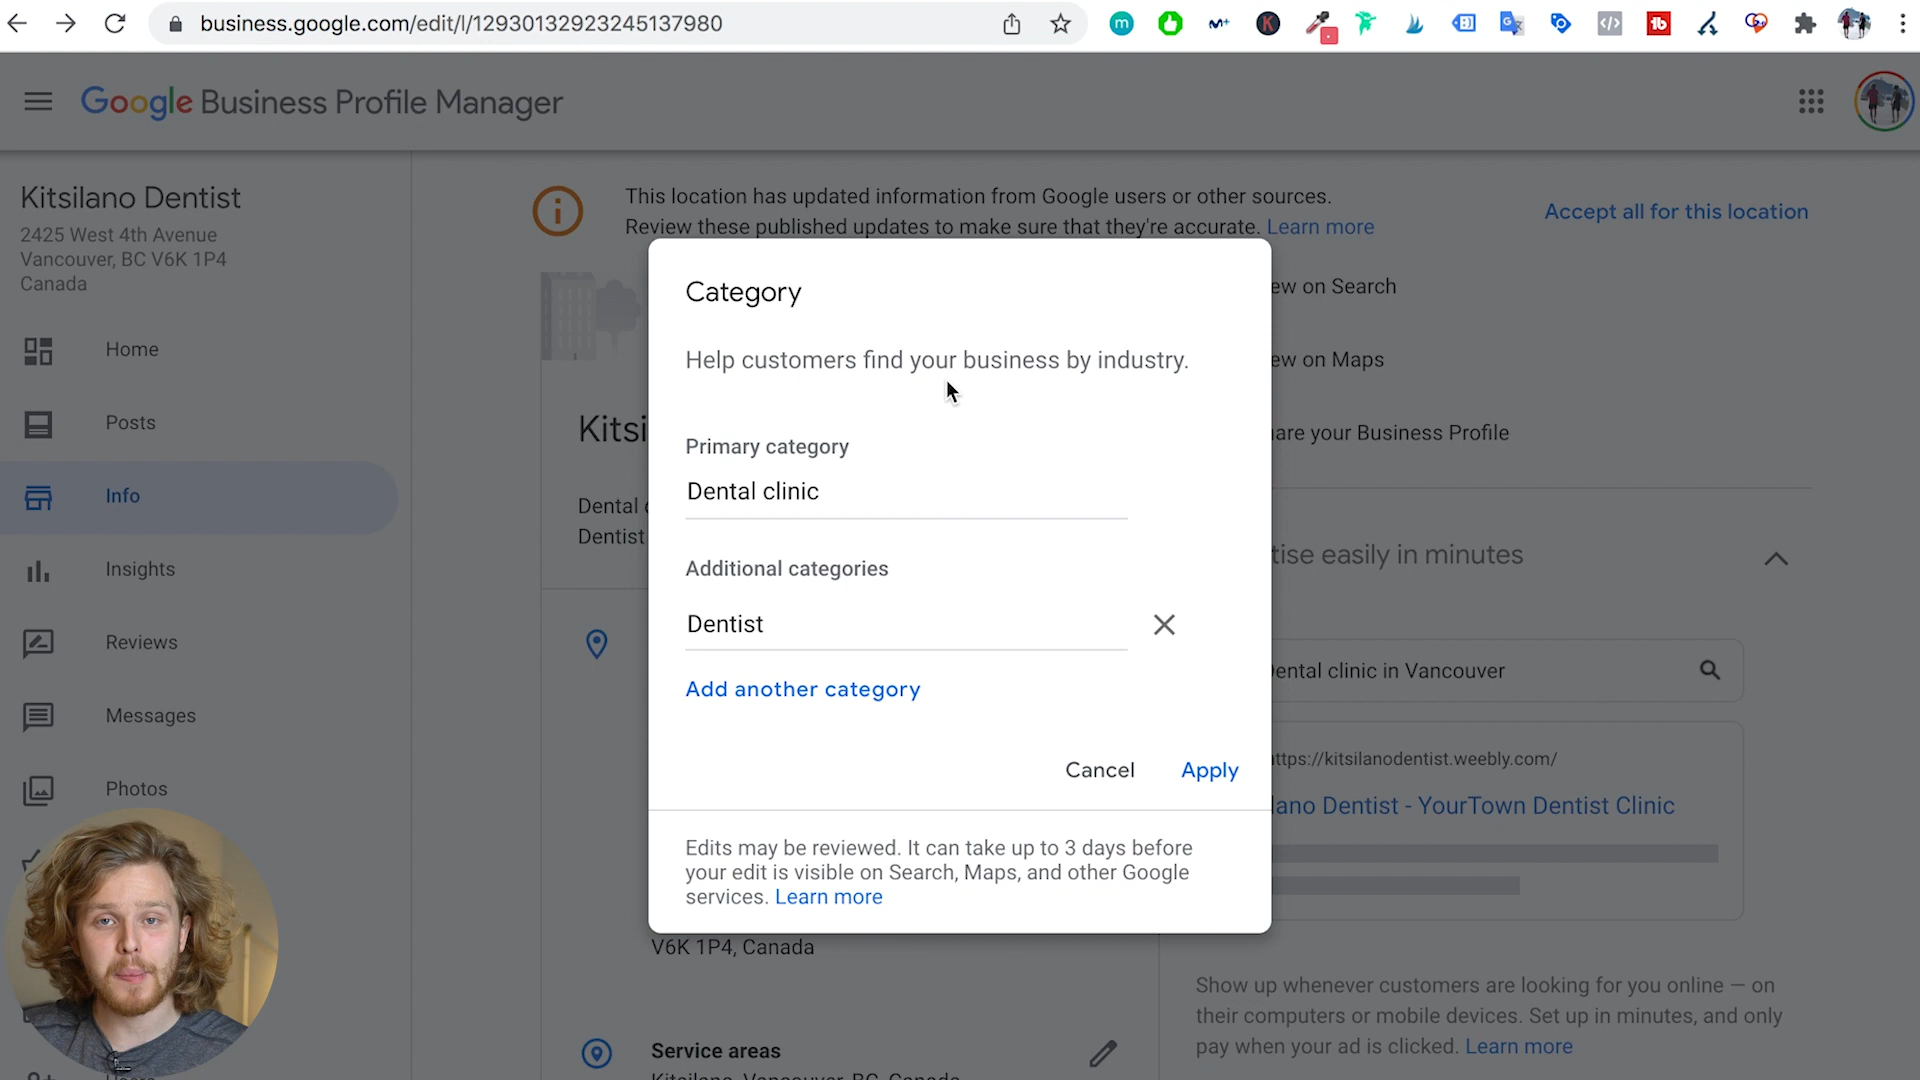 business.google.com/edit/l/12930132923245137980
Google Business Profile Manager
Kitsilano Dentist
2425 West 4th Avenue
Vancouver, BC V6K 1P4
Canada
Home
Posts
Info
Insights
Reviews
Messages
Photos
This location has updated information from Google users or other sources.
Review these published updates to make sure that they're accurate. Learn more
Accept all for this location
Kitsi
Dental
Dentist
Category
Help customers find your business by industry.
Primary category
Dental clinic
Additional categories
Dentist
Add another category
Cancel
Apply
Edits may be reviewed. It can take up to 3 days before
your edit is visible on Search, Maps, and other Google
services. Learn more
V6K 1P4, Canada
Service areas
Kitsilano, Vancouver, BC, Canada
ew on Search
ew on Maps
are your Business Profile
tise easily in minutes
ental clinic in Vancouver
ttps://kitsilanodentist.weebly.com/
lano Dentist - YourTown Dentist Clinic
Show up whenever customers are looking for you online — on
their computers or mobile devices. Set up in minutes, and only
pay when your ad is clicked. Learn more